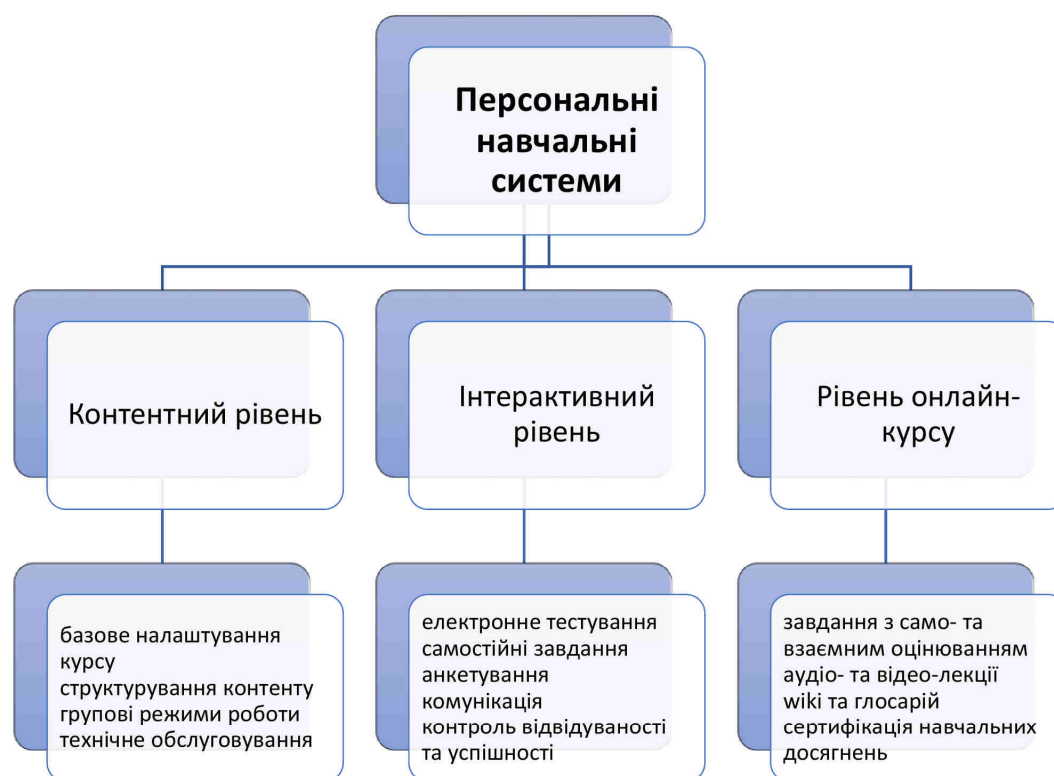 Персональні
навчальні
системи
Контентний рівень
Інтерактивний
рівень
Рівень онлайн-
курсу
базове налаштування
курсу
структурування контенту
групові режими роботи
технічне обслуговування
електронне тестування
самостійні завдання
анкетування
комунікація
контроль відвідуваності
та успішності
завдання з само- та
взаємним оцінюванням
аудіо- та відео-лекції
wiki та глосарій
сертифікація навчальних
досягнень